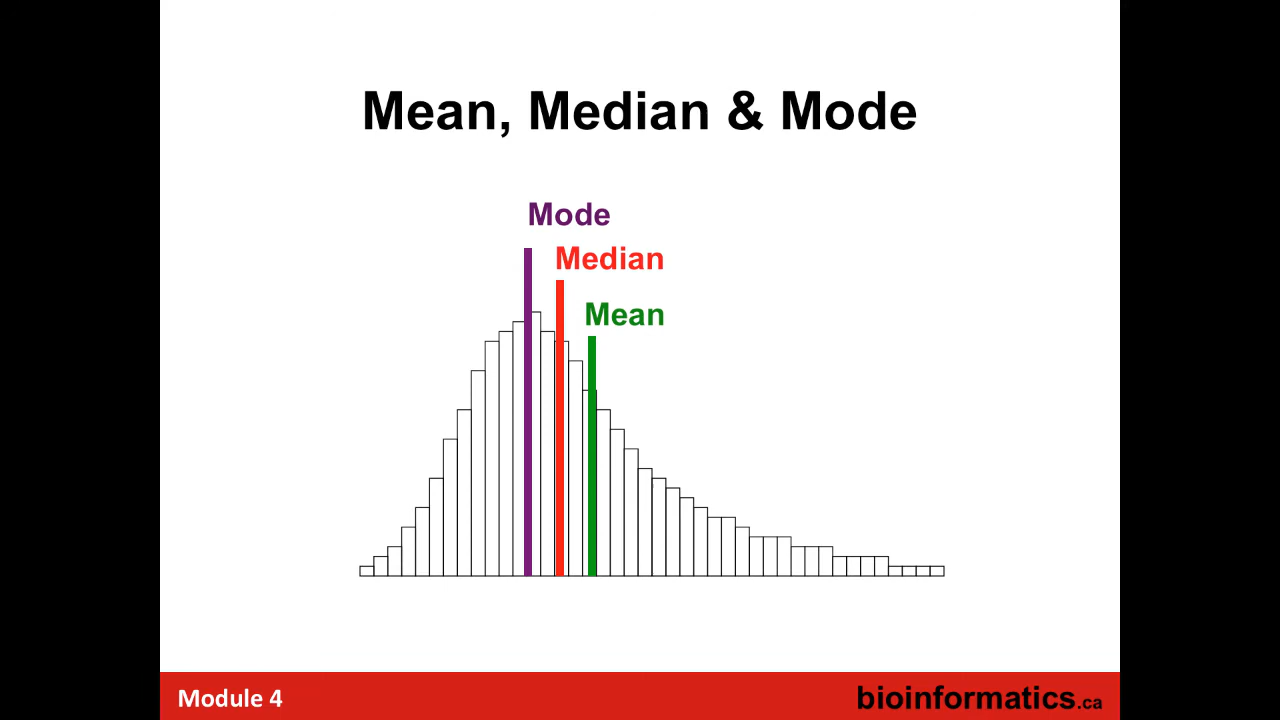 Mean, Median & Mode
Mode
Median
Mean
Module 4
bioinformatics.ca